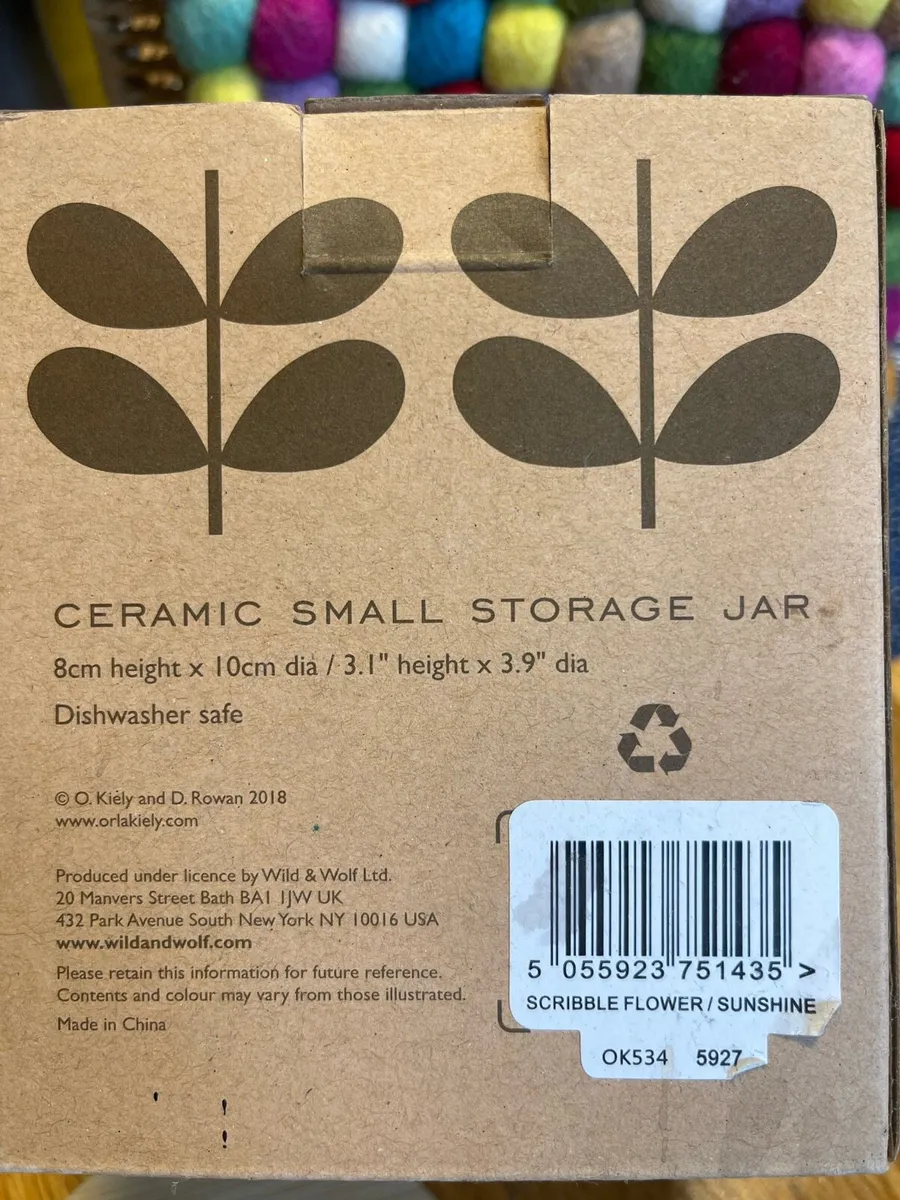 CERAMIC SMALL STORAGE JAR
8cm height x 10cm dia / 3.1" height x 3.9" dia
Dishwasher safe
© O. Kiely and D. Rowan 2018
www.orlakiely.com
Produced under licence by Wild & Wolf Ltd.
20 Manvers Street Bath BA1 1JW UK
432 Park Avenue South New York NY 10016 USA
www.wildandwolf.com
Please retain this information for future reference.
Contents and colour may vary from those illustrated.
Made in China
5 055923 751435 >
SCRIBBLE FLOWER / SUNSHINE
OK534 5927